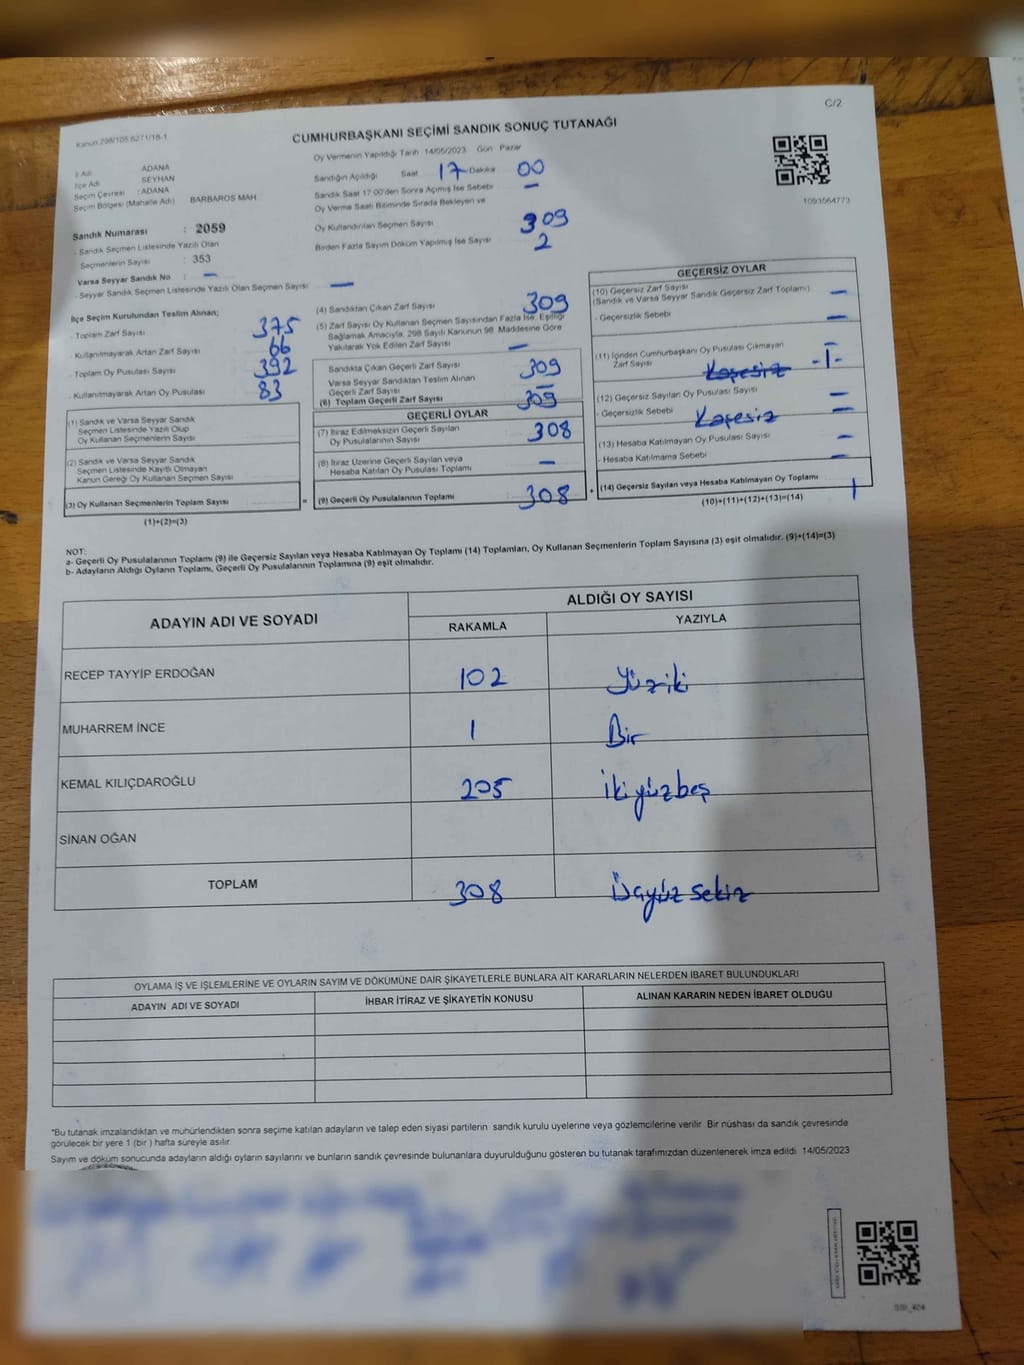 C/2
Kanun:298/105.6271/18-1
CUMHURBAŞKANI SEÇİMİ SANDIK SONUÇ TUTANAĞI
Oy Vermenin Yapıldığı Tarih 14/05/2023 Gün Pazar
İl Adı ADANA
İlçe Adı SEYHAN
Seçim Çevresi : ADANA
Seçim Bölgesi (Mahalle Adı) BARBAROS MAH
Sandığın Açıldığı Saat 17 Dakika 00
Sandık Saat 17:00'den Sonra Açımış İse Sebebi –
Oy Verme Saati Bitiminde Sırada Bekleyen ve
Oy Kullandırılan Seçmen Sayısı 309
Birden Fazla Sayım Döküm Yapılmış İse Sayısı 2
1093564773
Sandık Numarası : 2059
- Sandık Seçmen Listesinde Yazılı Olan
Seçmenlerin Sayısı : 353
Varsa Seyyar Sandık No : –
- Seyyar Sandık Seçmen Listesinde Yazılı Olan Seçmen Sayısı –
İlçe Seçim Kurulundan Teslim Alınan;
- Toplam Zarf Sayısı 375
- Kullanılmayarak Artan Zarf Sayısı 66
- Toplam Oy Pusulası Sayısı 392
- Kullanılmayarak Artan Oy Pusulası 83
(1) Sandık ve Varsa Seyyar Sandık
Seçmen Listesinde Yazılı Olup
Oy Kullanan Seçmenlerin Sayısı
(2) Sandık ve Varsa Seyyar Sandık
Seçmen Listesinde Kayıtlı Olmayan
Kanun Gereği Oy Kullanan Seçmen Sayısı
(3) Oy Kullanan Seçmenlerin Toplam Sayısı =
(1)+(2)=(3)
(4) Sandıktan Çıkan Zarf Sayısı 309
(5) Zarf Sayısı Oy Kullanan Seçmen Sayısından Fazla İse, Eşitliği
Sağlamak Amacıyla, 298 Sayılı Kanunun 98. Maddesine Göre
Yakılarak Yok Edilen Zarf Sayısı –
Sandıkta Çıkan Geçerli Zarf Sayısı 309
Varsa Seyyar Sandıktan Teslim Alınan
Geçerli Zarf Sayısı –
(6) Toplam Geçerli Zarf Sayısı 309
GEÇERLİ OYLAR
(7) İtiraz Edilmeksizin Geçerli Sayılan
Oy Pusulalarının Sayısı 308
(8) İtiraz Üzerine Geçerli Sayılan veya
Hesaba Katılan Oy Pusulası Toplamı –
(9) Geçerli Oy Pusulalarının Toplamı 308 +
GEÇERSİZ OYLAR
(10) Geçersiz Zarf Sayısı
(Sandık ve Varsa Seyyar Sandık Geçersiz Zarf Toplamı) –
- Geçersizlik Sebebi –
(11) İçinden Cumhurbaşkanı Oy Pusulası Çıkmayan
Zarf Sayısı
(12) Geçersiz Sayılan Oy Pusulası Sayısı –
- Geçersizlik Sebebi –
(13) Hesaba Katılmayan Oy Pusulası Sayısı –
- Hesaba Katılmama Sebebi –
(14) Geçersiz Sayılan veya Hesaba Katılmayan Oy Toplamı 1
(10)+(11)+(12)+(13)=(14)
NOT:
a- Geçerli Oy Pusulalarının Toplamı (9) ile Geçersiz Sayılan veya Hesaba Katılmayan Oy Toplamı (14) Toplamları, Oy Kullanan Seçmenlerin Toplam Sayısına (3) eşit olmalıdır. (9)+(14)=(3)
b- Adayların Aldığı Oyların Toplamı, Geçerli Oy Pusulalarının Toplamına (9) eşit olmalıdır.
ADAYIN ADI VE SOYADI
ALDIĞI OY SAYISI
RAKAMLA YAZIYLA
RECEP TAYYİP ERDOĞAN 102 Yüziki
MUHARREM İNCE 1 Bir
KEMAL KILIÇDAROĞLU 205 İkiyüzbeş
SİNAN OĞAN
TOPLAM 308 Üçyüz sekiz
OYLAMA İŞ VE İŞLEMLERİNE VE OYLARIN SAYIM VE DÖKÜMÜNE DAİR ŞİKAYETLERLE BUNLARA AİT KARARLARIN NELERDEN İBARET BULUNDUKLARI
ADAYIN ADI VE SOYADI İHBAR İTİRAZ VE ŞİKAYETİN KONUSU ALINAN KARARIN NEDEN İBARET OLDUĞU
*Bu tutanak imzalandıktan ve mühürlendikten sonra seçime katılan adayların ve talep eden siyasi partilerin sandık kurulu üyelerine veya gözlemcilerine verilir. Bir nüshası da sandık çevresinde
görülecek bir yere 1 (bir) hafta süreyle asılır.
Sayım ve döküm sonucunda adayların aldığı oyların sayılarını ve bunların sandık çevresinde bulunanlara duyurulduğunu gösteren bu tutanak tarafımızdan düzenlenerek imza edildi. 14/05/2023